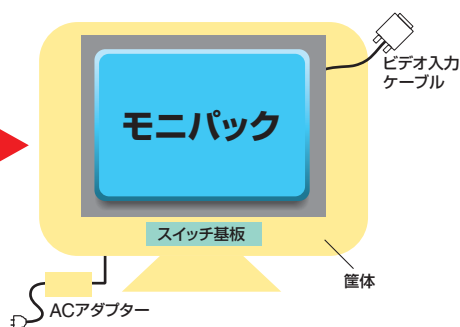 ビデオ入力
ケーブル
モニパック
スイッチ基板
筐体
ACアダプター